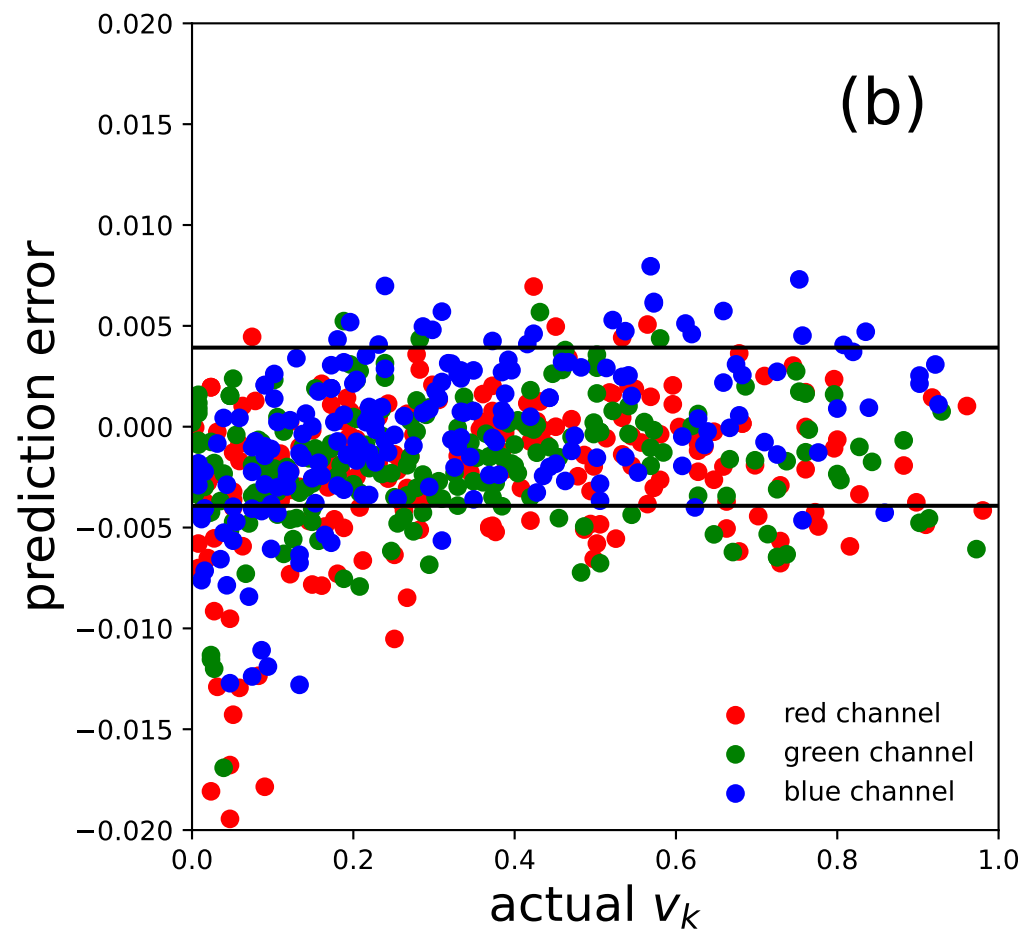 0.020
0.015
0.010
0.005
0.000
−0.005
−0.010
−0.015
−0.020
prediction error
(b)
red channel
green channel
blue channel
0.0 0.2 0.4 0.6 0.8 1.0
actual v_k